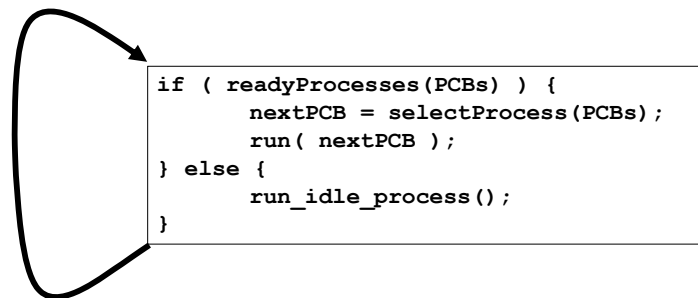 if ( readyProcesses(PCBs) ) {
nextPCB = selectProcess(PCBs);
run( nextPCB );
} else {
run_idle_process();
}